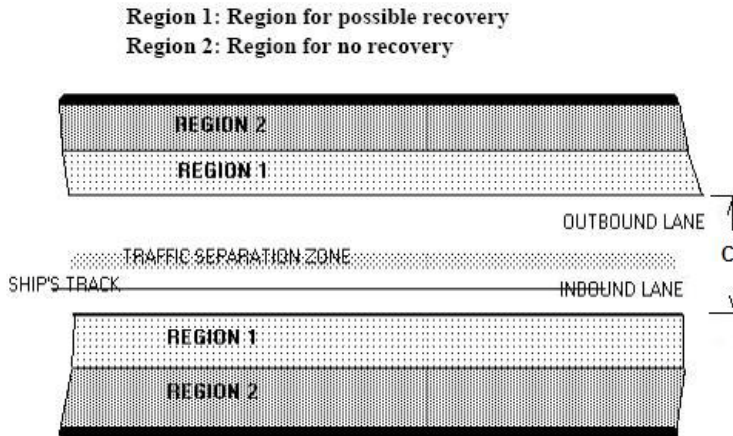 Region 1: Region for possible recovery
Region 2: Region for no recovery
REGION 2
REGION 1
OUTBOUND LANE
TRAFFIC SEPARATION ZONE
C
SHIP'S TRACK
INBOUND LANE
REGION 1
REGION 2